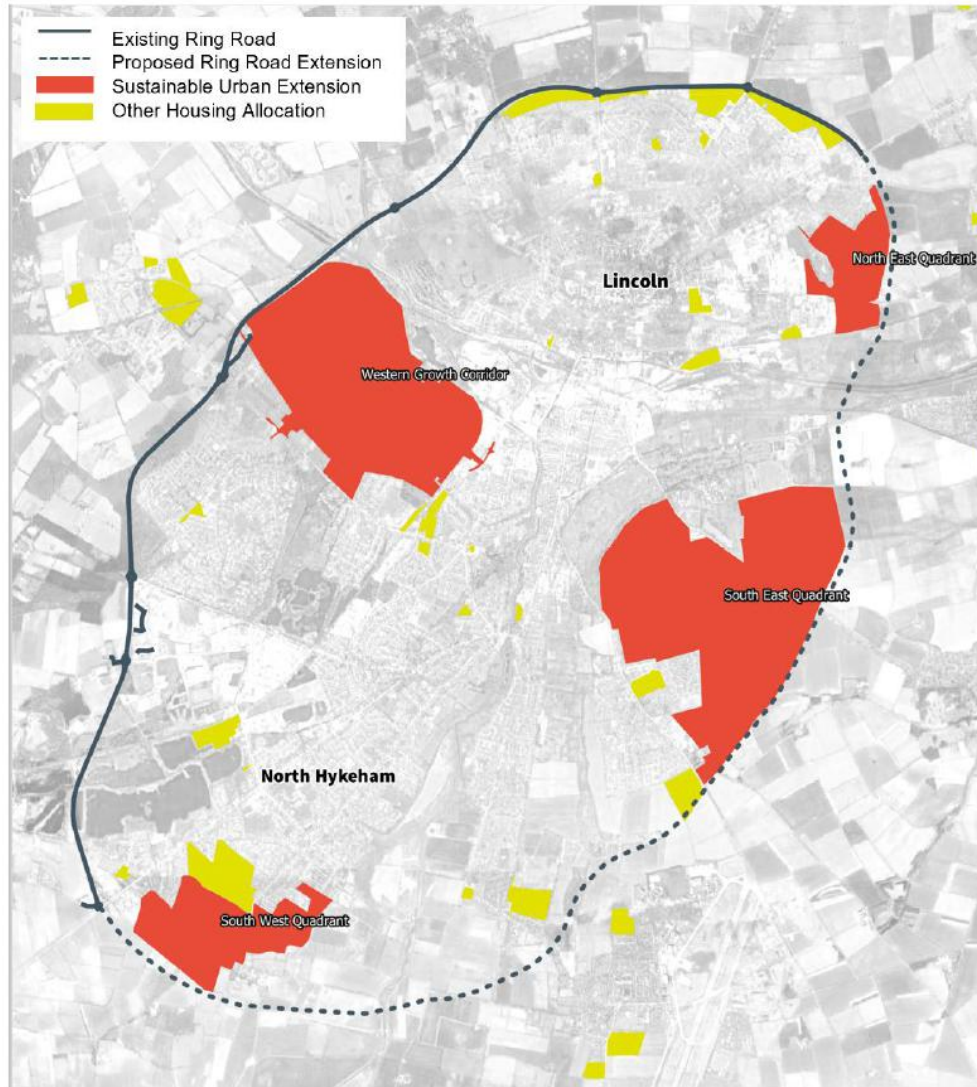 Existing Ring Road
Proposed Ring Road Extension
Sustainable Urban Extension
Other Housing Allocation
North East Quadrant
Lincoln
Western Growth Corridor
South East Quadrant
North Hykeham
South West Quadrant